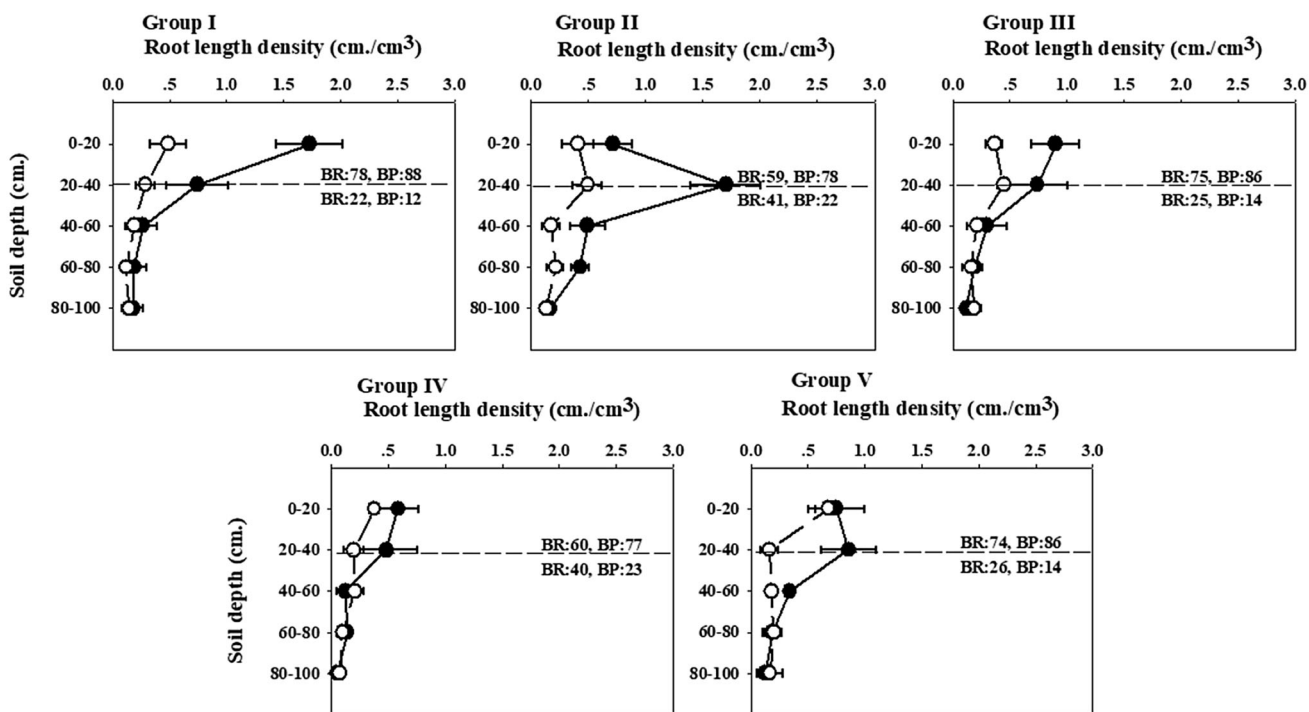 Group I
Root length density (cm./cm3)
0.0 .5 1.0 1.5 2.0 2.5 3.0
Soil depth (cm.)
0-20
20-40
40-60
60-80
80-100
BR:78, BP:88
BR:22, BP:12
Group II
Root length density (cm./cm3)
0.0 .5 1.0 1.5 2.0 2.5 3.0
0-20
20-40
40-60
60-80
80-100
BR:59, BP:78
BR:41, BP:22
Group III
Root length density (cm./cm3)
0.0 .5 1.0 1.5 2.0 2.5 3.0
0-20
20-40
40-60
60-80
80-100
BR:75, BP:86
BR:25, BP:14
Group IV
Root length density (cm./cm3)
0.0 .5 1.0 1.5 2.0 2.5 3.0
Soil depth (cm.)
0-20
20-40
40-60
60-80
80-100
BR:60, BP:77
BR:40, BP:23
Group V
Root length density (cm./cm3)
0.0 .5 1.0 1.5 2.0 2.5 3.0
0-20
20-40
40-60
60-80
80-100
BR:74, BP:86
BR:26, BP:14